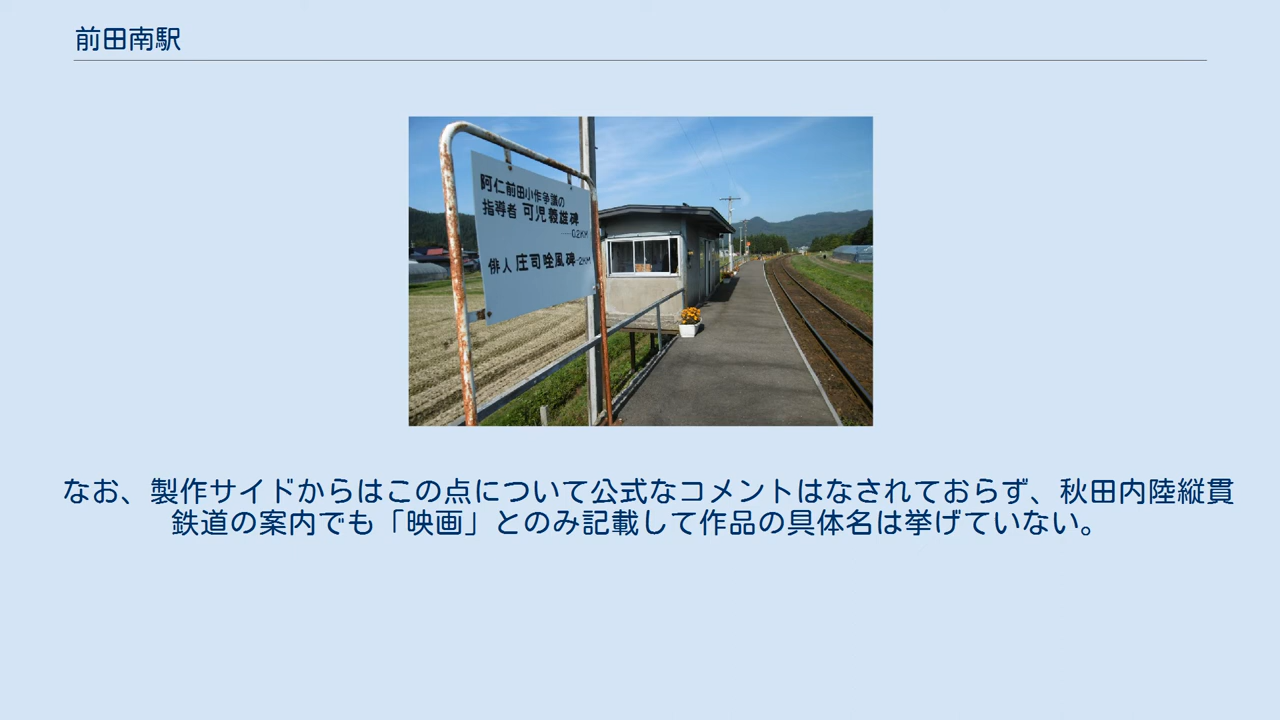 前田南駅
阿仁前田小作争議の
指導者 可児義雄碑
0.2KM
俳人 庄司唫風碑 2KM
なお、製作サイドからはこの点について公式なコメントはなされておらず、秋田内陸縦貫
鉄道の案内でも「映画」とのみ記載して作品の具体名は挙げていない。